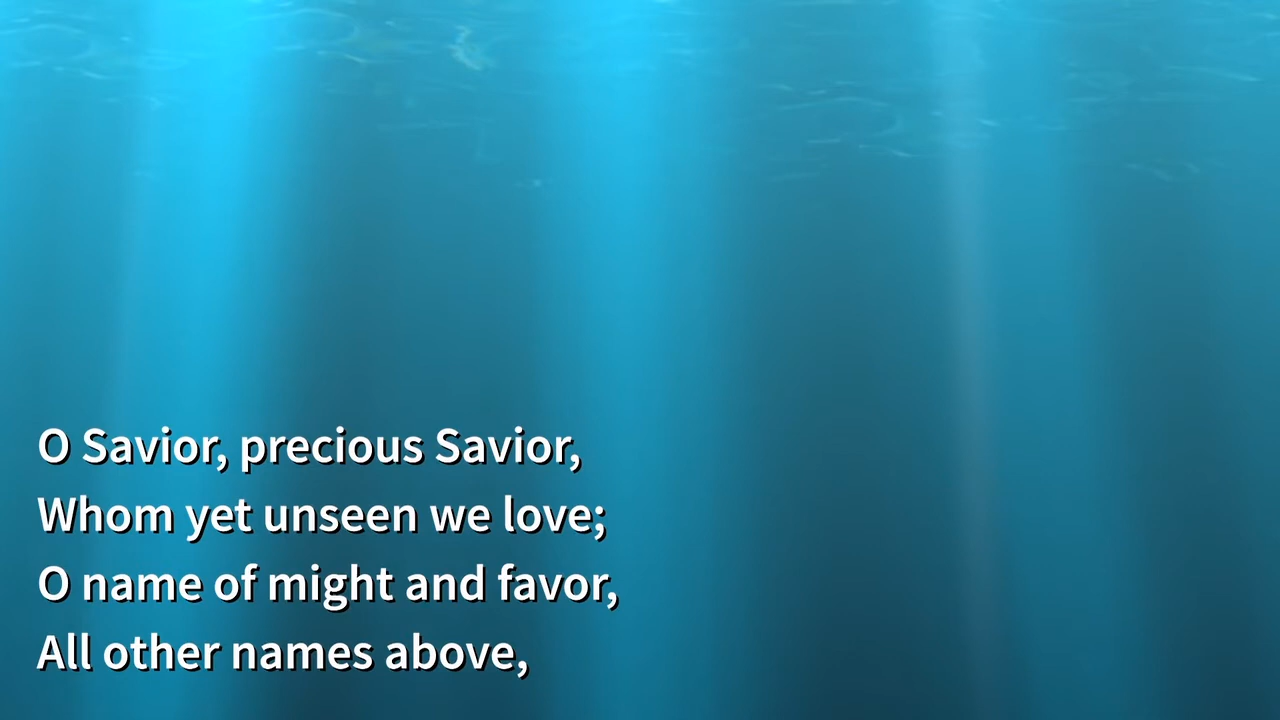 O Savior, precious Savior,
Whom yet unseen we love;
O name of might and favor,
All other names above,